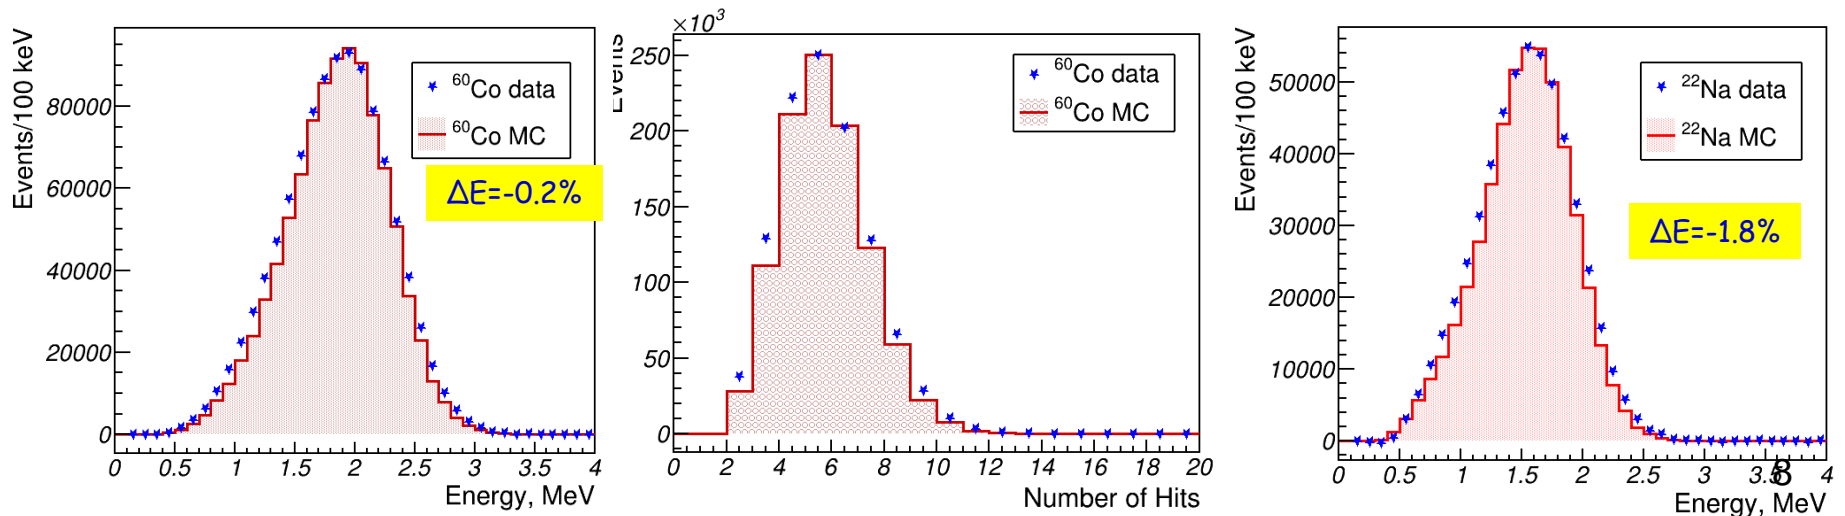 Events/100 keV
80000
60000
40000
20000
0
0 0.5 1 1.5 2 2.5 3 3.5 4
Energy, MeV
⁶⁰Co data
⁶⁰Co MC
ΔE=-0.2%
×10³
Events
250
200
150
100
50
0
0 2 4 6 8 10 12 14 16 18 20
Number of Hits
⁶⁰Co data
⁶⁰Co MC
Events/100 keV
50000
40000
30000
20000
10000
0
0 0.5 1 1.5 2 2.5 3 3.5 4
8
Energy, MeV
²²Na data
²²Na MC
ΔE=-1.8%